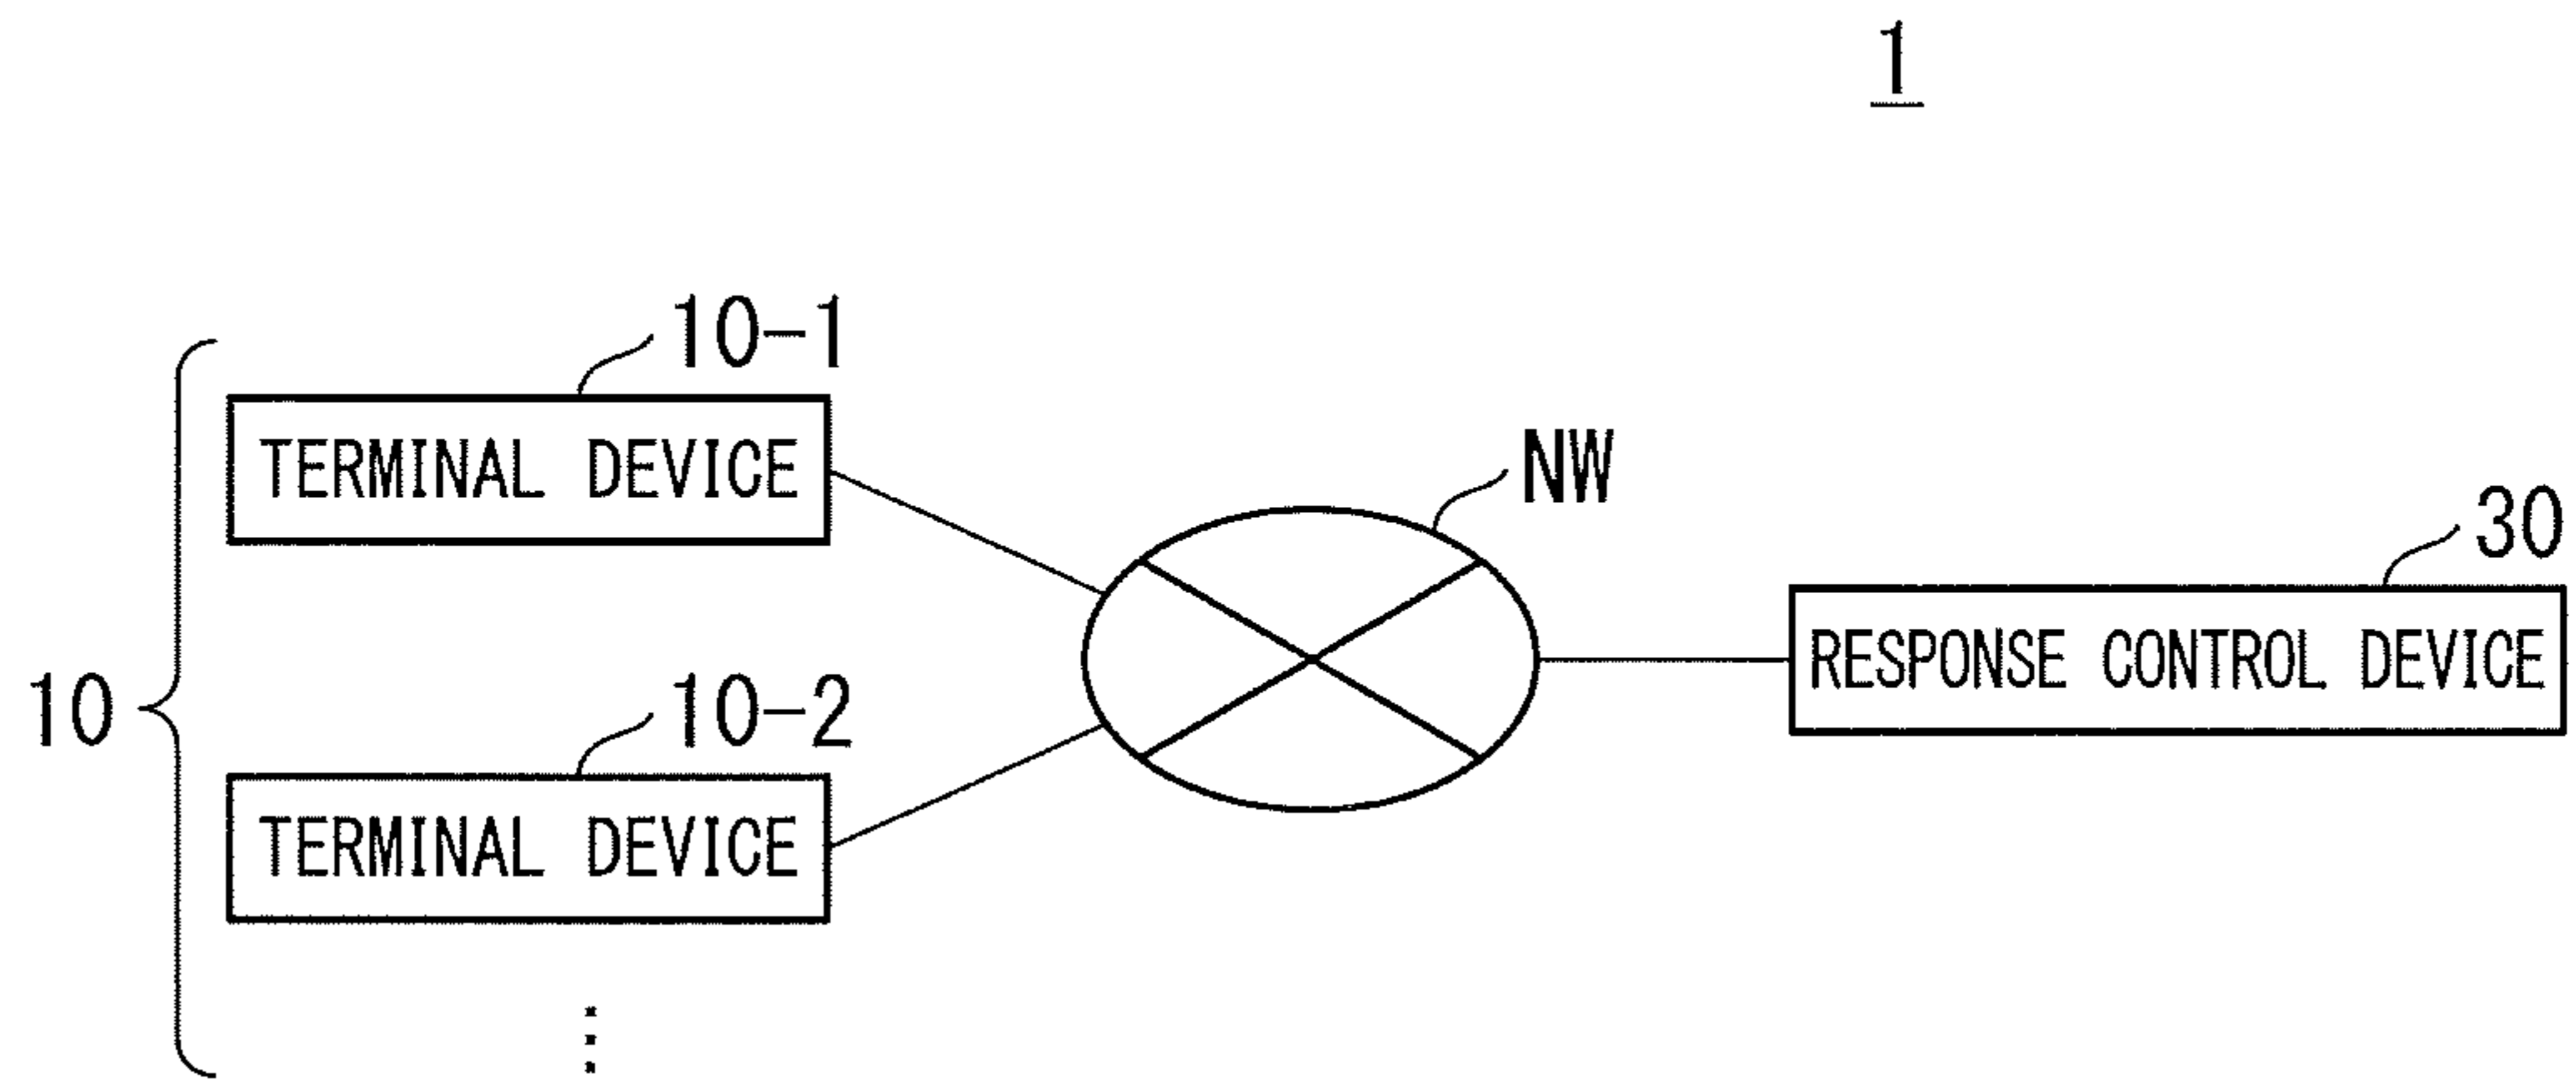 1
10-1
TERMINAL DEVICE
NW
30
RESPONSE CONTROL DEVICE
10
10-2
TERMINAL DEVICE